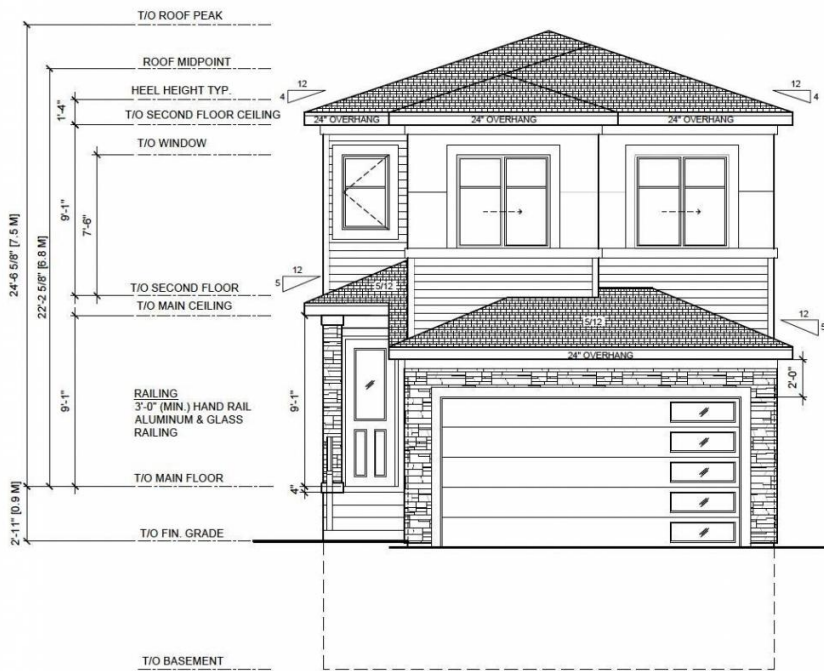 T/O ROOF PEAK
ROOF MIDPOINT
HEEL HEIGHT TYP.
T/O SECOND FLOOR CEILING
T/O WINDOW
T/O SECOND FLOOR
T/O MAIN CEILING
RAILING
3'-0" (MIN.) HAND RAIL
ALUMINUM & GLASS
RAILING
T/O MAIN FLOOR
T/O FIN. GRADE
T/O BASEMENT
24'-6 5/8" [7.5 M]
22'-2 5/8" [6.8 M]
2'-11" [0.9 M]
1'-4"
9'-1"
7'-6"
9'-1"
9'-1"
4"
12
4
12
4
24" OVERHANG
24" OVERHANG
24" OVERHANG
12
5
5/12
5/12
12
5
24" OVERHANG
2'-0"